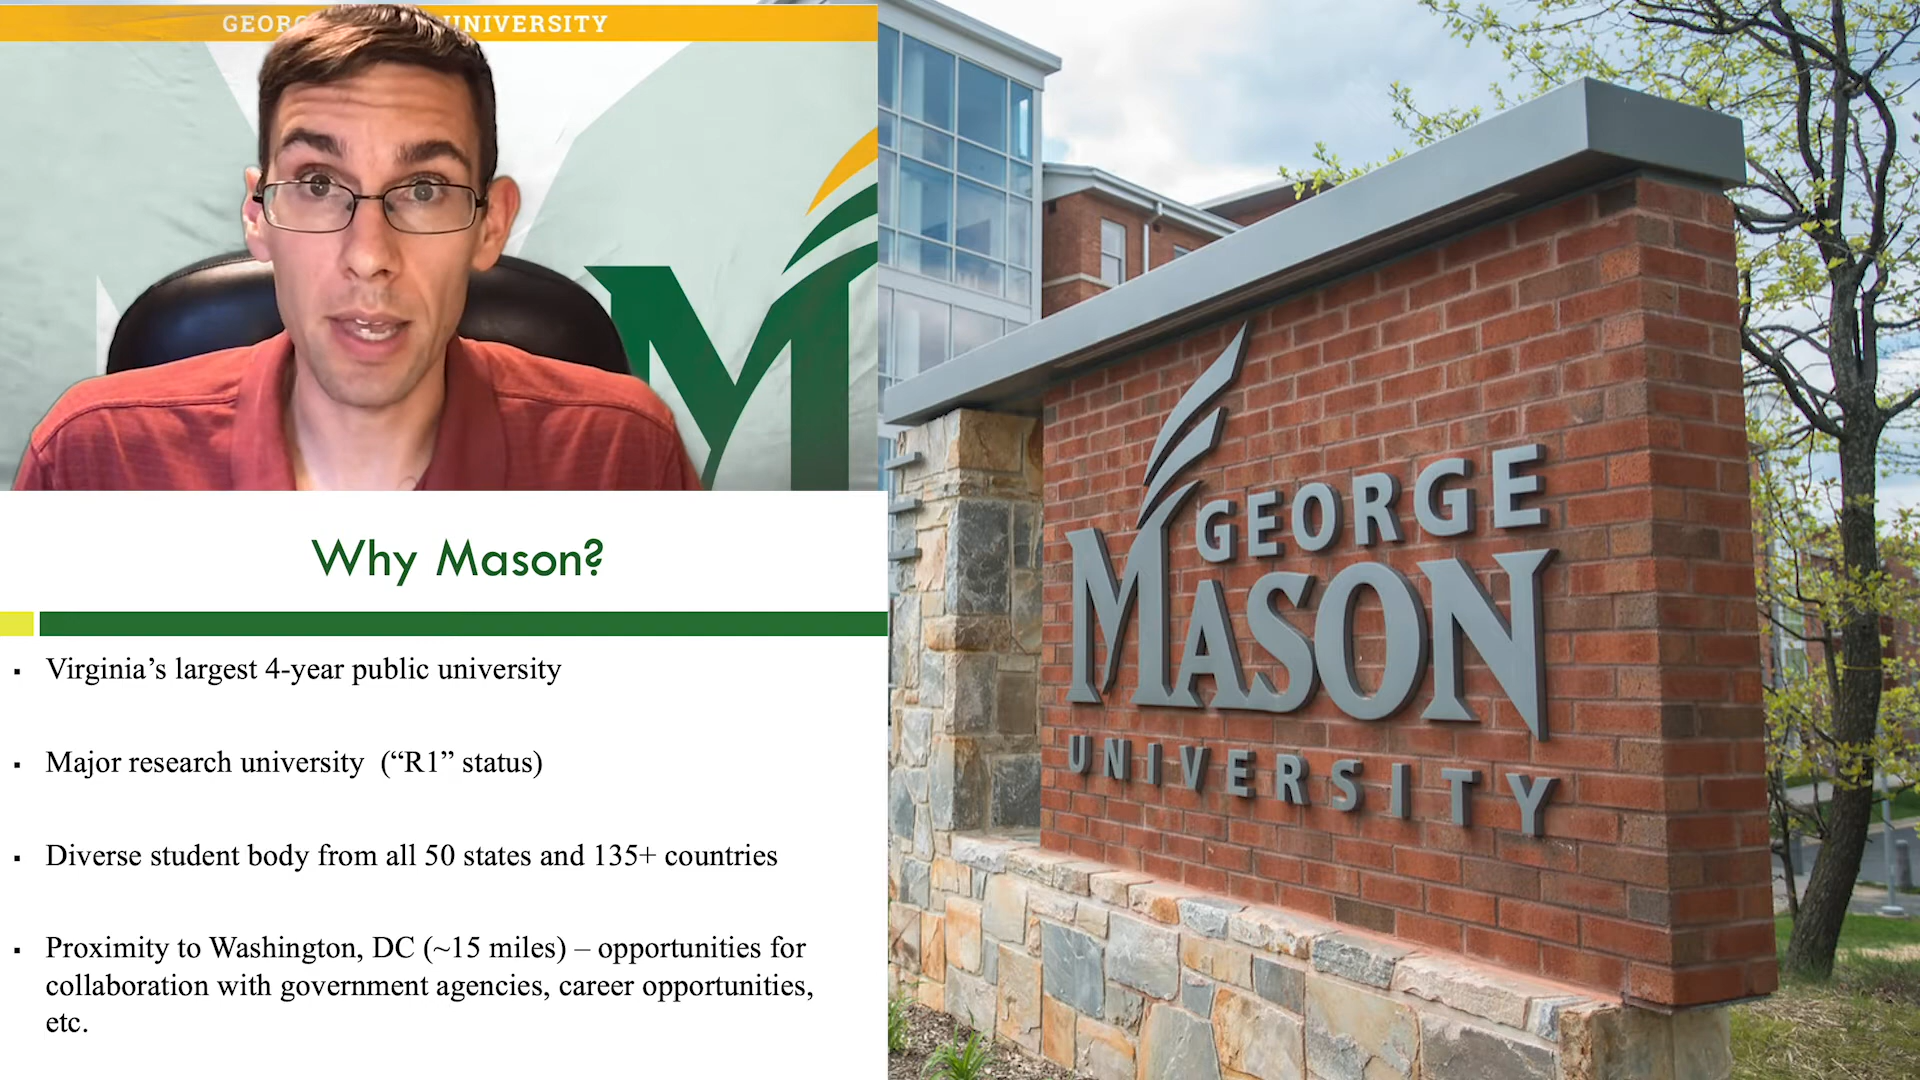 GEOR UNIVERSITY
M
Why Mason?
▪ Virginia’s largest 4-year public university
▪ Major research university (“R1” status)
▪ Diverse student body from all 50 states and 135+ countries
▪ Proximity to Washington, DC (~15 miles) – opportunities for
collaboration with government agencies, career opportunities,
etc.
GEORGE
MASON
UNIVERSITY